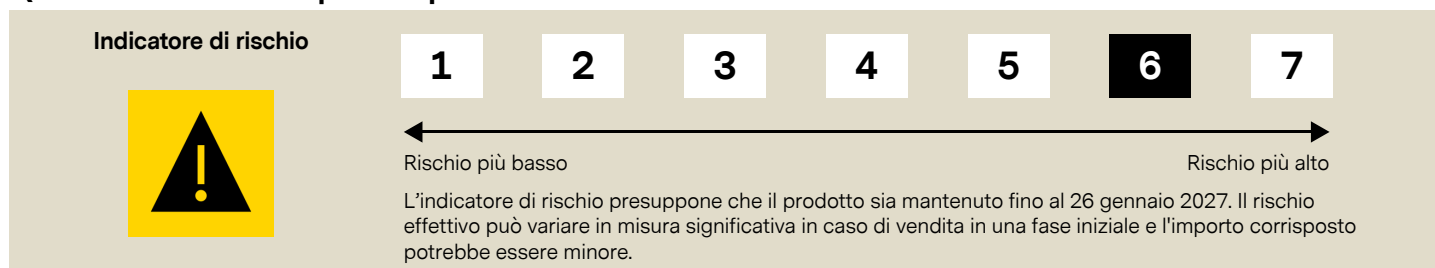 Indicatore di rischio
1 2 3 4 5 6 7
Rischio più basso
Rischio più alto
L'indicatore di rischio presuppone che il prodotto sia mantenuto fino al 26 gennaio 2027. Il rischio
effettivo può variare in misura significativa in caso di vendita in una fase iniziale e l'importo corrisposto
potrebbe essere minore.